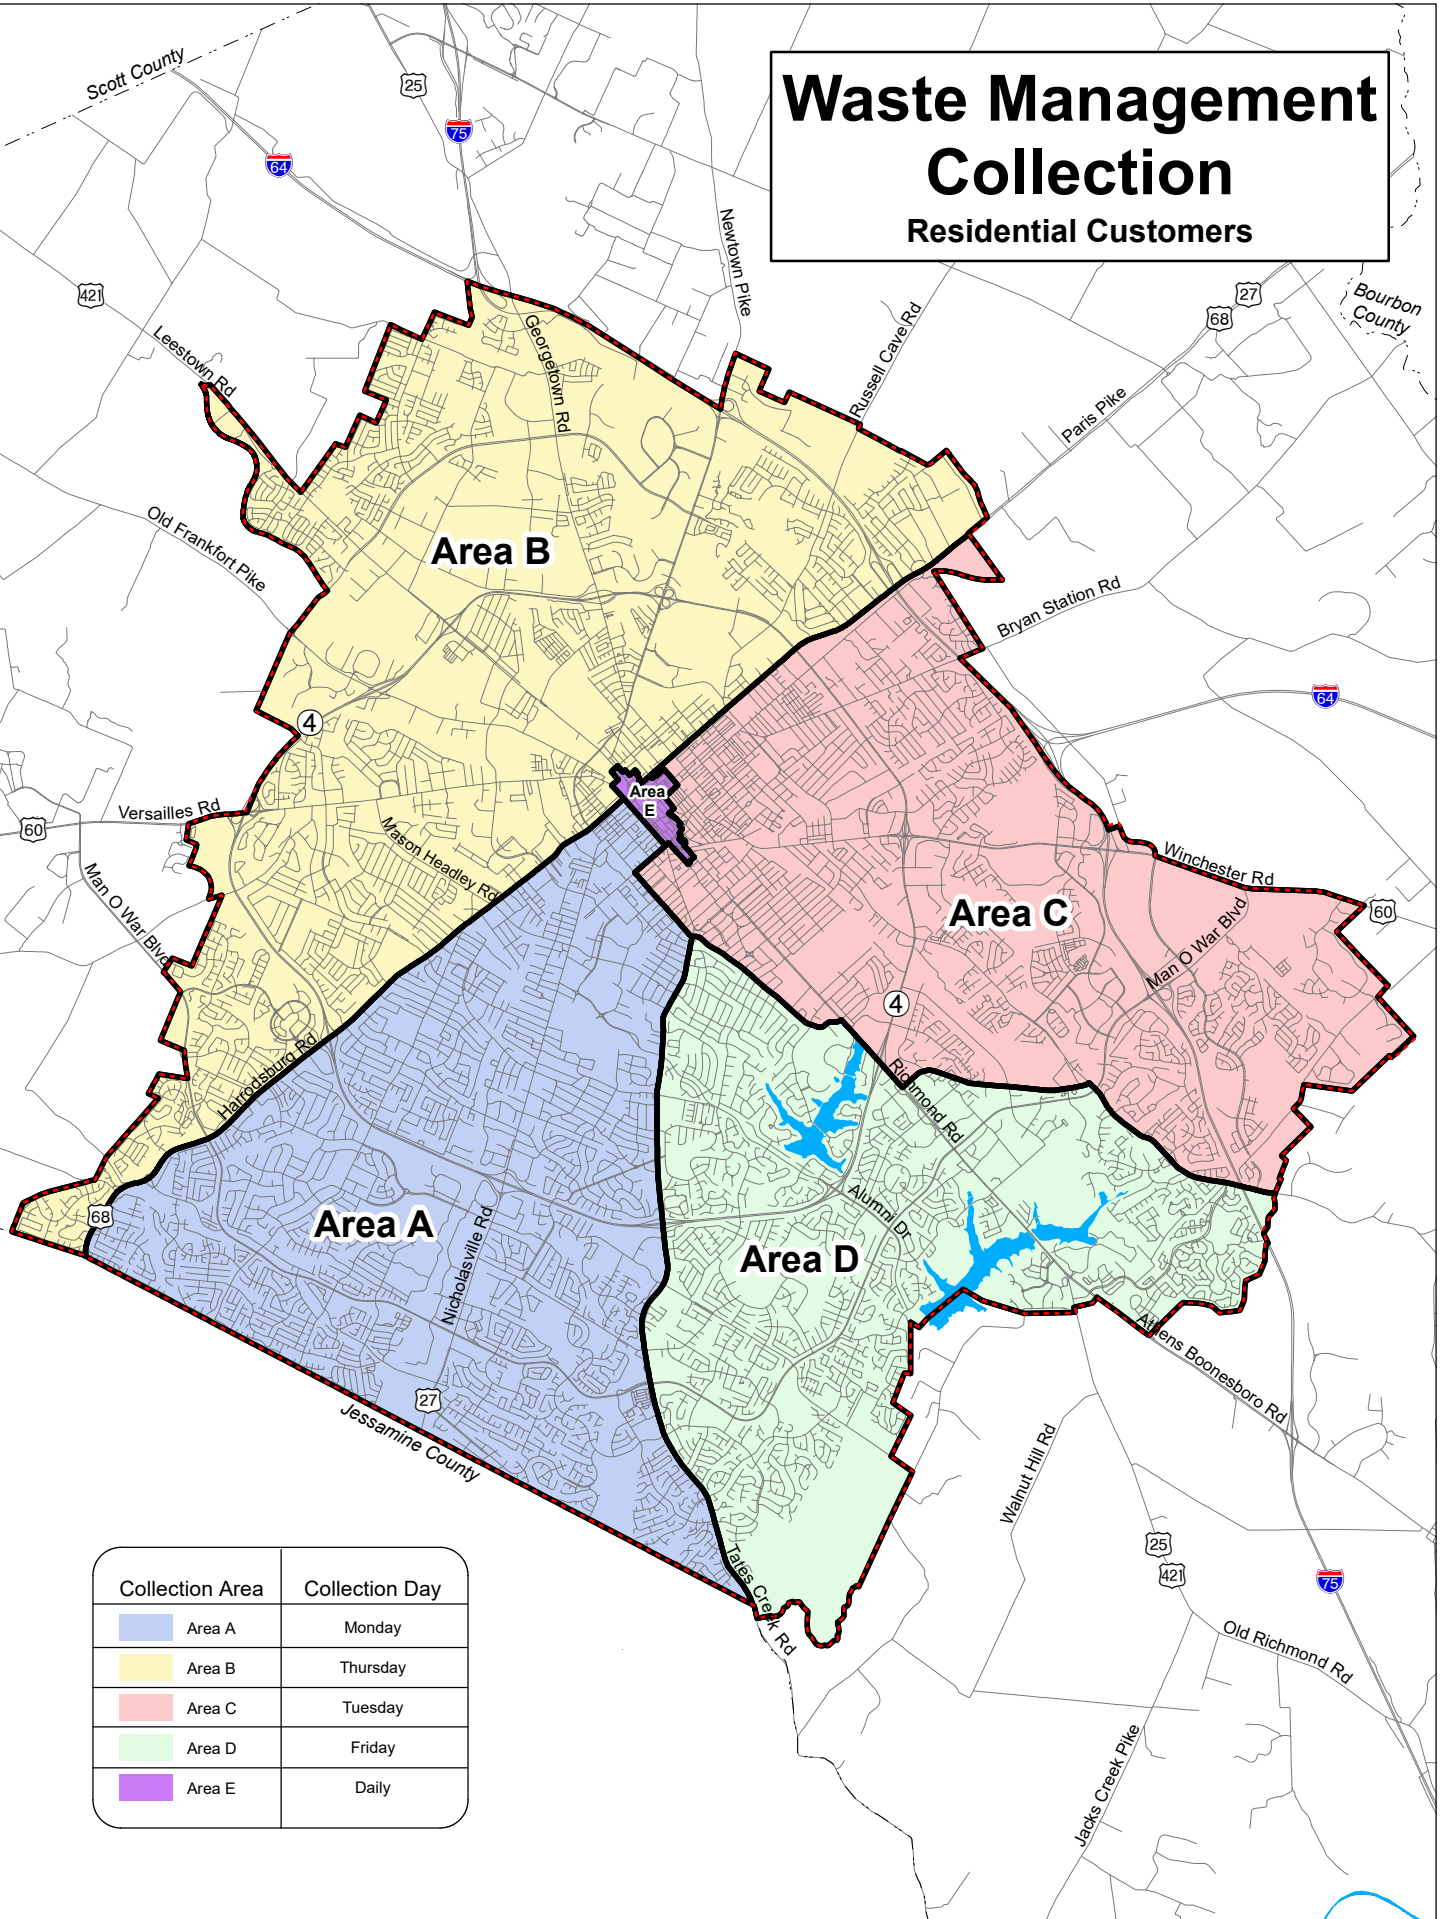 Waste Management
Collection
Residential Customers
Scott County
25
75
64
Newtown Pike
421
Leestown Rd
Georgetown Rd
Russell Cave Rd
27
68
Bourbon
County
Paris Pike
Old Frankfort Pike
Area B
Bryan Station Rd
64
4
Area
E
Versailles Rd
60
Mason Headley Rd
Man O War Blvd
Winchester Rd
60
Area C
Man O War Blvd
4
Harrodsburg Rd
Richmond Rd
68
Area A
Nicholasville Rd
Alumni Dr
Area D
27
Jessamine County
Athens Boonesboro Rd
Walnut Hill Rd
Tates Creek Rd
25
421
75
Old Richmond Rd
Jacks Creek Pike
Collection Area Collection Day
Area A Monday
Area B Thursday
Area C Tuesday
Area D Friday
Area E Daily